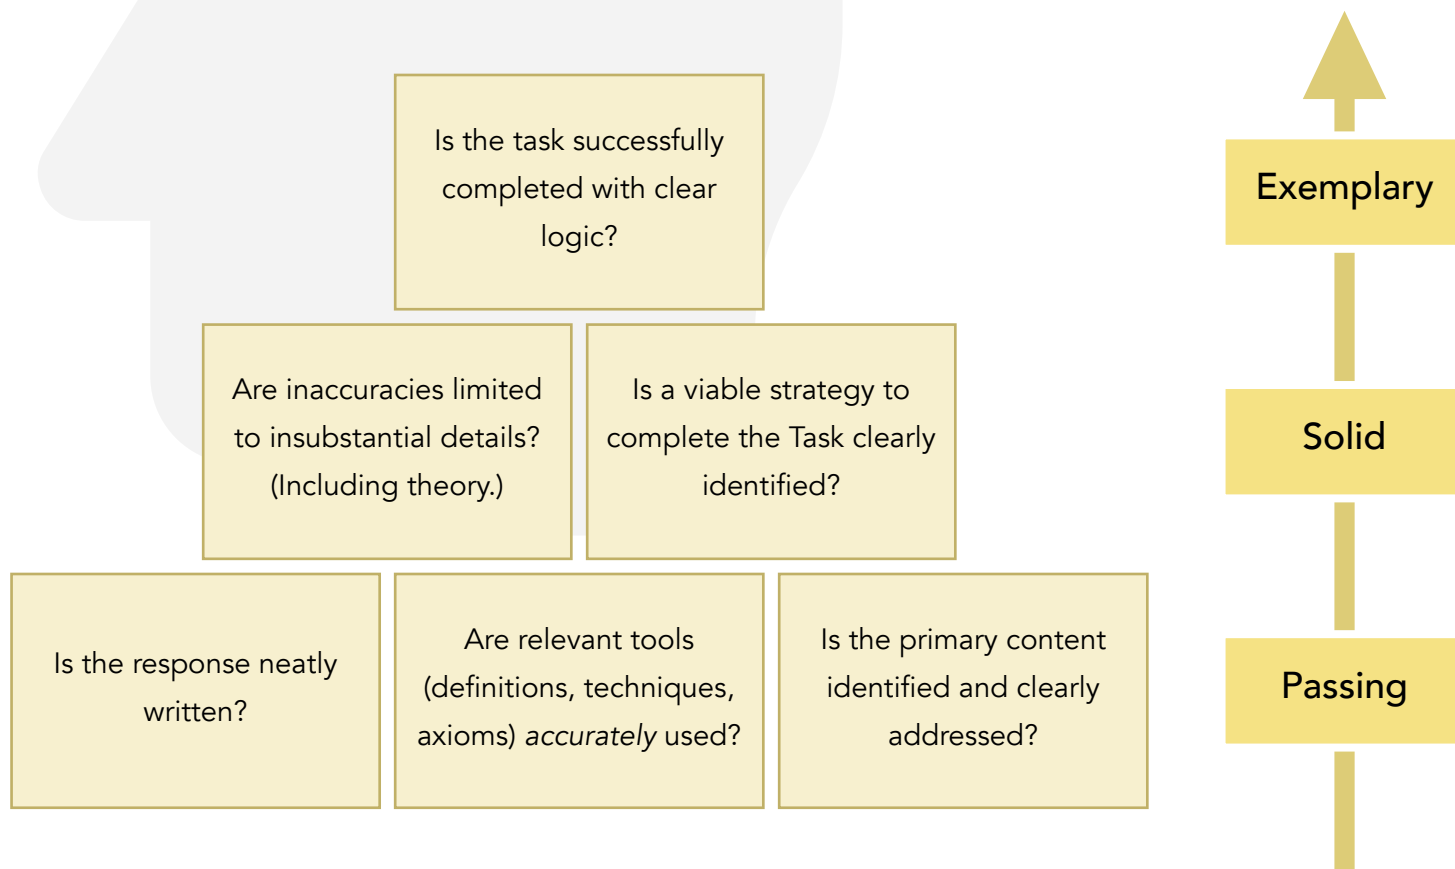 Is the task successfully
completed with clear
logic?
Exemplary
Are inaccuracies limited
to insubstantial details?
(Including theory.)
Is a viable strategy to
complete the Task clearly
identified?
Solid
Is the response neatly
written?
Are relevant tools
(definitions, techniques,
axioms) accurately used?
Is the primary content
identified and clearly
addressed?
Passing